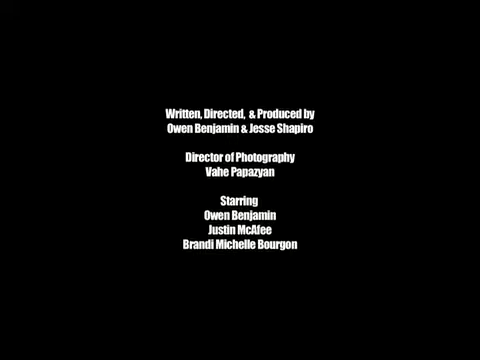 Written, Directed, & Produced by
Owen Benjamin & Jesse Shapiro
Director of Photography
Vahe Papazyan
Starring
Owen Benjamin
Justin McAfee
Brandi Michelle Bourgon